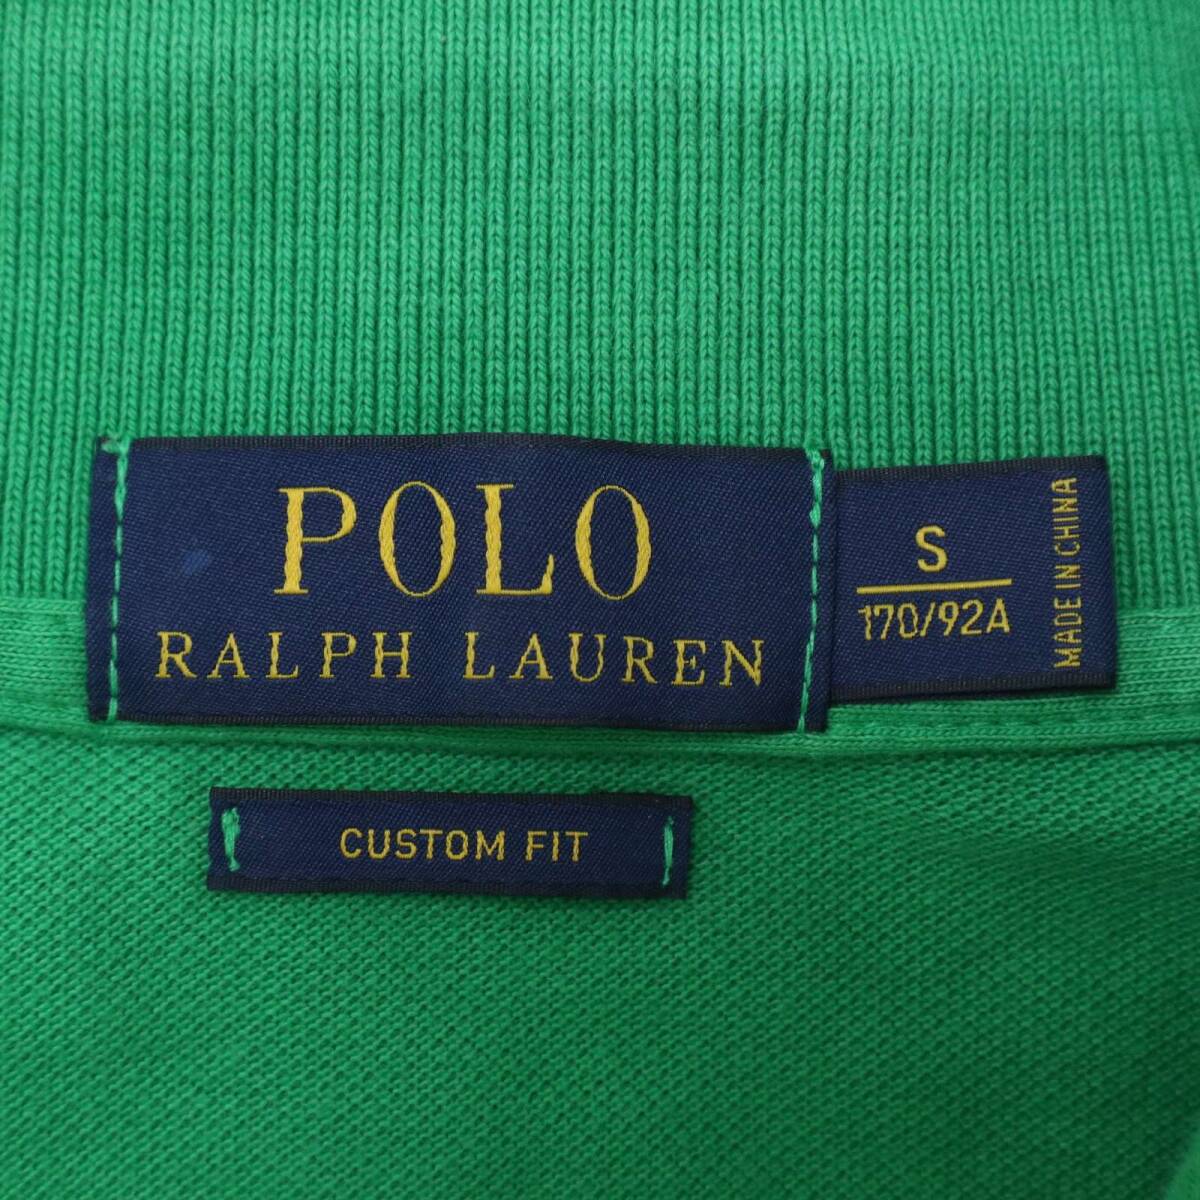 POLO
RALPH LAUREN
S
170/92A
MADE IN CHINA
CUSTOM FIT